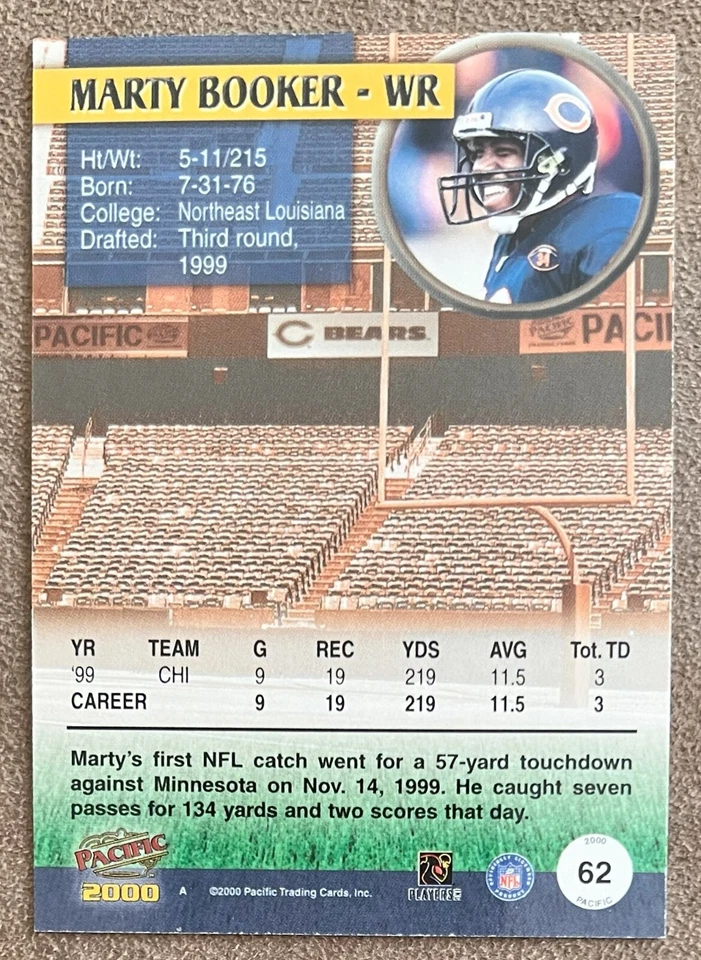 MARTY BOOKER - WR
Ht/Wt: 5-11/215
Born: 7-31-76
College: Northeast Louisiana
Drafted: Third round,
1999
34
PACIFIC
BEARS
PACIFIC
PACI
YR TEAM G REC YDS AVG Tot. TD
'99 CHI 9 19 219 11.5 3
CAREER 9 19 219 11.5 3
Marty's first NFL catch went for a 57-yard touchdown
against Minnesota on Nov. 14, 1999. He caught seven
passes for 134 yards and two scores that day.
PACIFIC
2000
A
©2000 Pacific Trading Cards, Inc.
PLAYERS INC
NFL
2000
62
PACIFIC